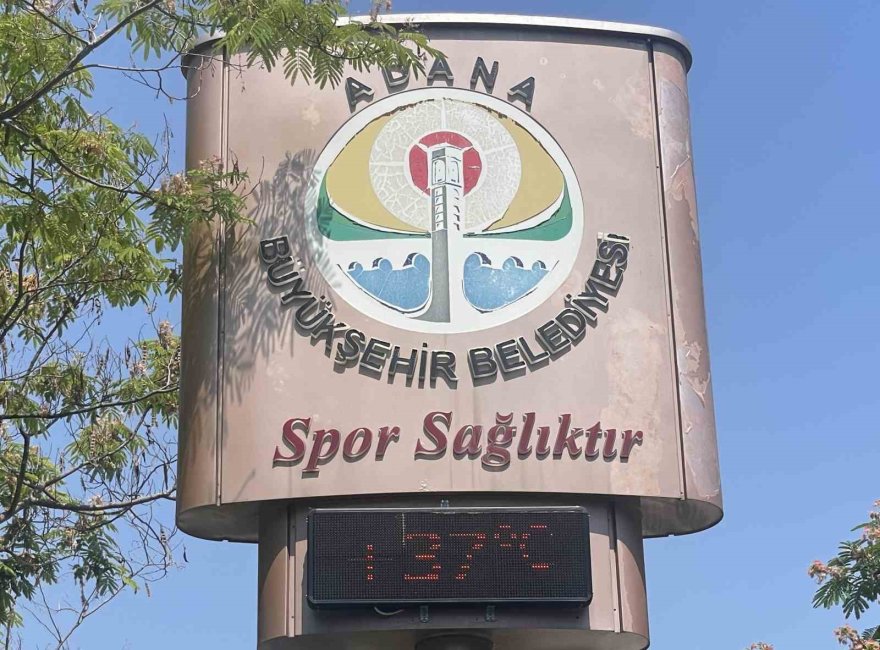 ADANA
BÜYÜKŞEHİR BELEDİYESİ
Spor Sağlıktır
+37°C